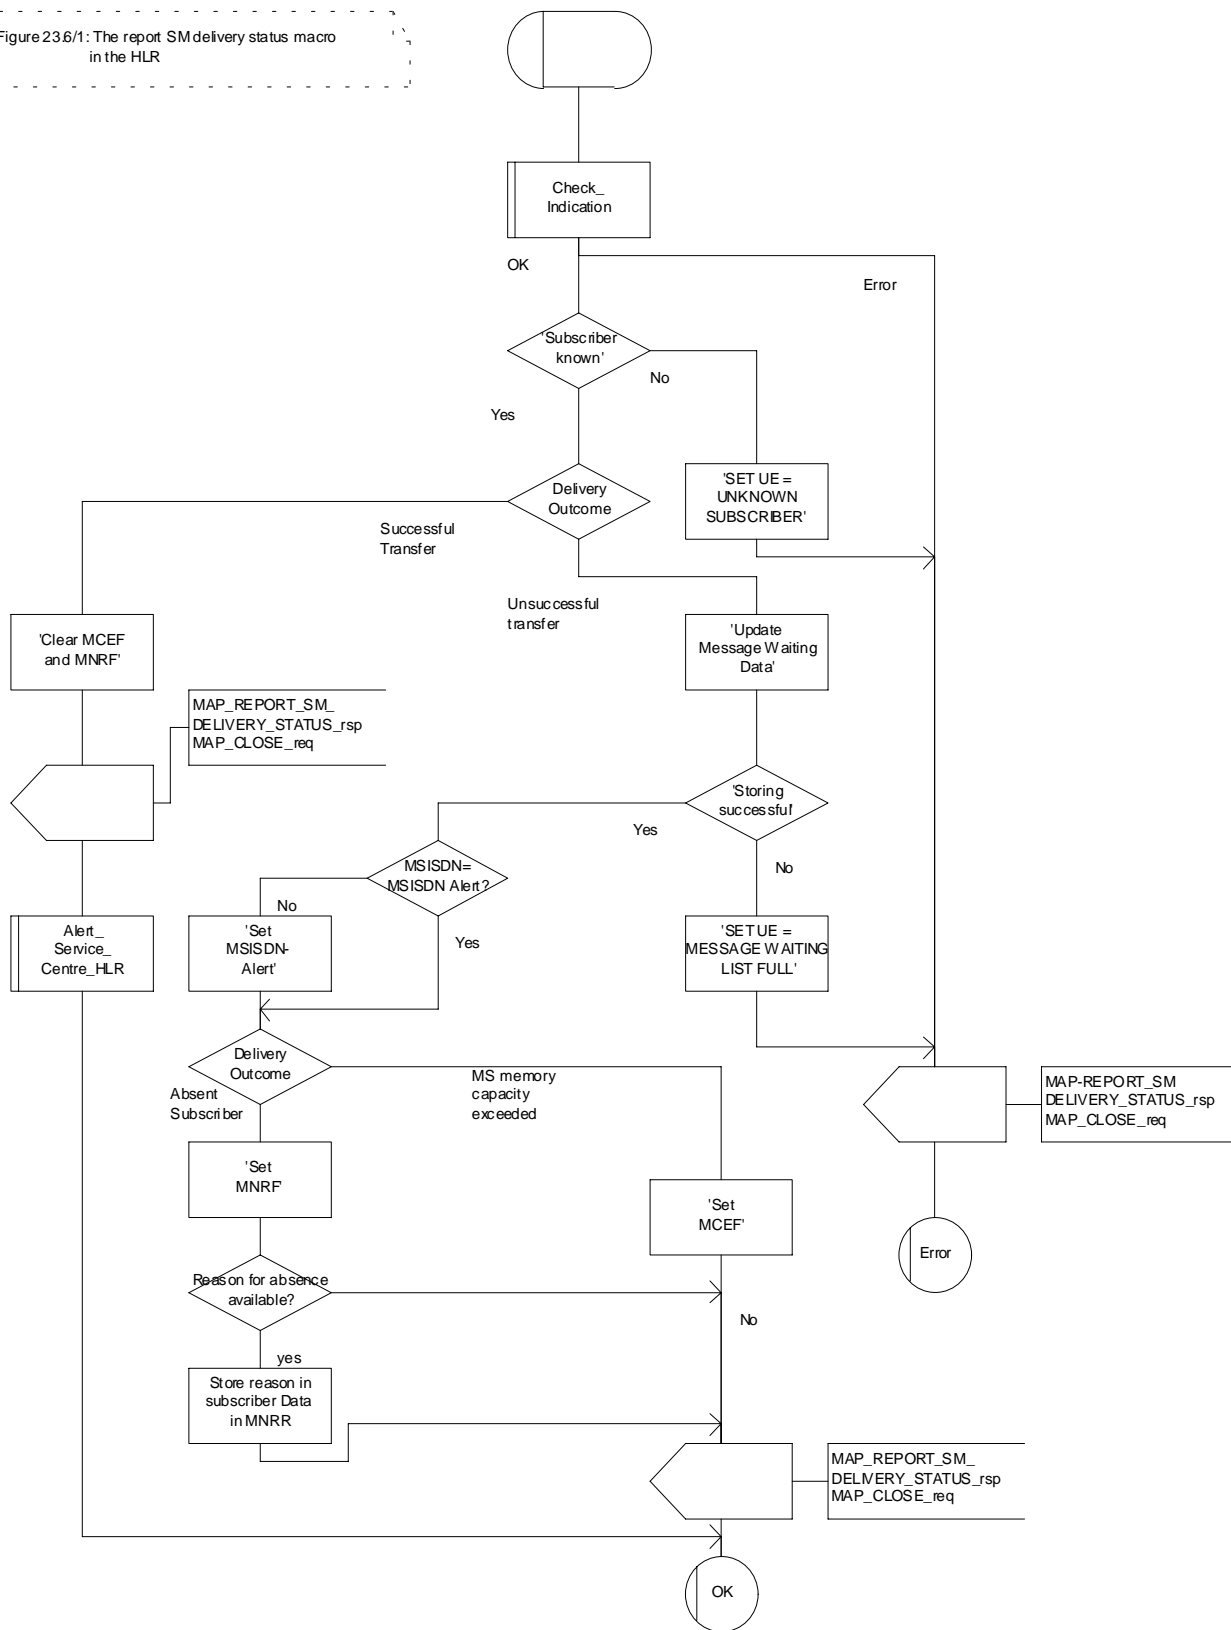 Figure 23.6/1: The report SM delivery status macro
in the HLR
Check_
Indication
OK
Error
'Subscriber
known'
No
Yes
Delivery
Outcome
'SET UE =
UNKNOWN
SUBSCRIBER'
Successful
Transfer
Unsuccessful
transfer
'Clear MCEF
and MNRF'
'Update
Message Waiting
Data'
MAP_REPORT_SM_
DELIVERY_STATUS_rsp
MAP_CLOSE_req
'Storing
successful'
Yes
No
MSISDN=
MSISDN Alert?
No
Yes
Alert_
Service_
Centre_HLR
'Set
MSISDN-
Alert'
'SET UE =
MESSAGE WAITING
LIST FULL'
Delivery
Outcome
Absent
Subscriber
MS memory
capacity
exceeded
MAP-REPORT_SM
DELIVERY_STATUS_rsp
MAP_CLOSE_req
'Set
MNRF'
'Set
MCEF'
Error
Reason for absence
available?
No
yes
Store reason in
subscriber Data
in MNRR
MAP_REPORT_SM_
DELIVERY_STATUS_rsp
MAP_CLOSE_req
OK